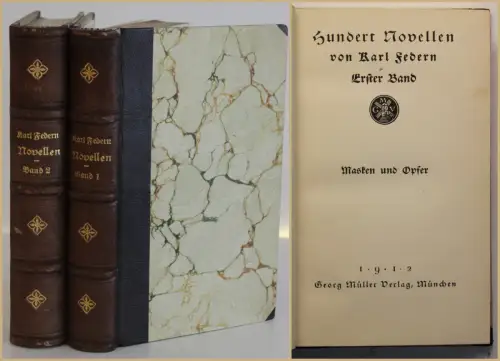 Karl Federn
Novellen
Band 2
Karl Federn
Novellen
Band 1
Hundert Novellen
von Karl Federn
Erster Band
Masken und Opfer
1·9·1·2
Georg Müller Verlag, München